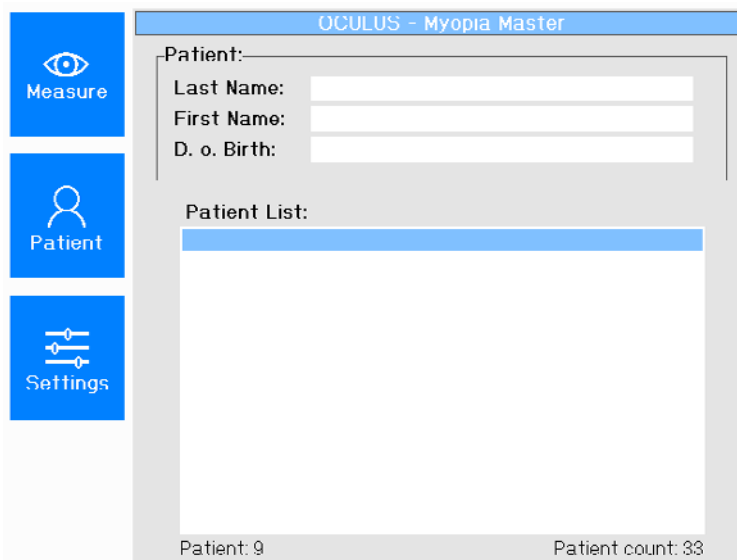 OCULUS - Myopia Master
Measure
Patient:
Last Name:
First Name:
D. o. Birth:
Patient
Patient List:
Settings
Patient: 9
Patient count: 33